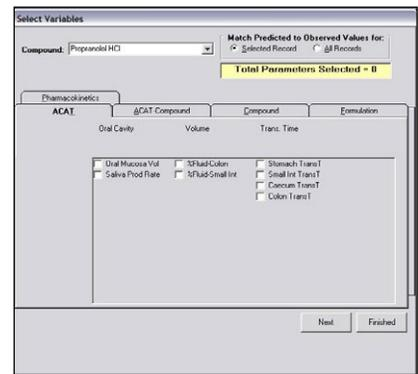 Select Variables
Match Predicted to Observed Values for:
Compound: Propranolol HCl
Selected Record All Records
Total Parameters Selected = 0
Pharmacokinetics
ACAT ACAT-Compound Compound Formulation
Oral Cavity Volume Trans. Time
Oral Mucosa Vol %Fluid-Colon Stomach TransT
Saliva Prod Rate %Fluid-Small Int Small Int TransT
Caecum TransT
Colon TransT
Next Finished